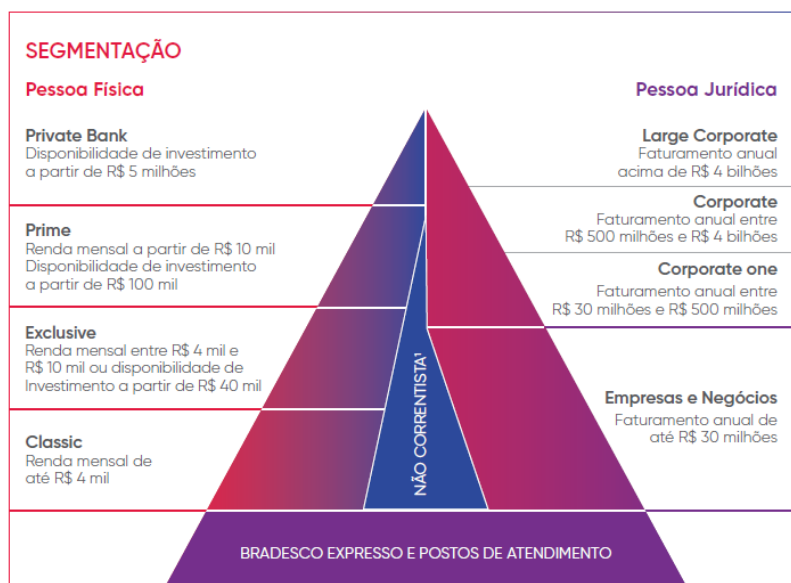 SEGMENTAÇÃO
Pessoa Física
Private Bank
Disponibilidade de investimento
a partir de R$ 5 milhões
Prime
Renda mensal a partir de R$ 10 mil
Disponibilidade de investimento
a partir de R$ 100 mil
Exclusive
Renda mensal entre R$ 4 mil e
R$ 10 mil ou disponibilidade de
Investimento a partir de R$ 40 mil
Classic
Renda mensal de
até R$ 4 mil
NÃO CORRENTISTA¹
Pessoa Jurídica
Large Corporate
Faturamento anual
acima de R$ 4 bilhões
Corporate
Faturamento anual entre
R$ 500 milhões e R$ 4 bilhões
Corporate one
Faturamento anual entre
R$ 30 milhões e R$ 500 milhões
Empresas e Negócios
Faturamento anual de
até R$ 30 milhões
BRADESCO EXPRESSO E POSTOS DE ATENDIMENTO